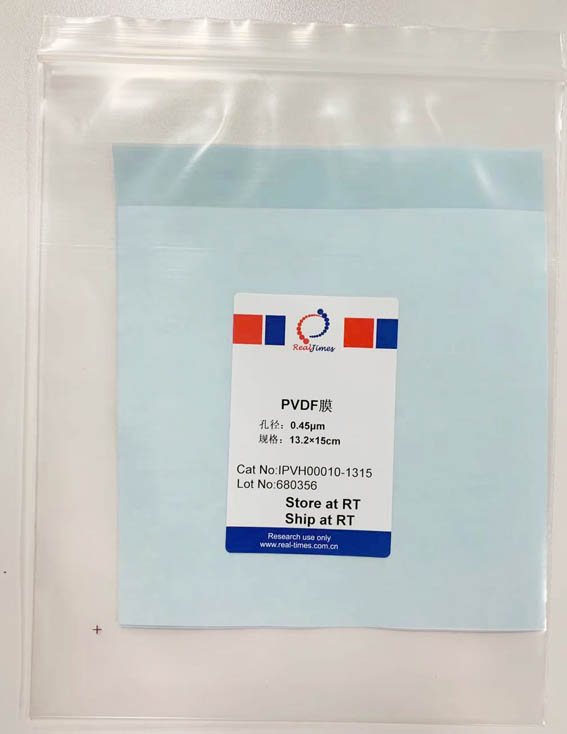 RealTimes
PVDF膜
孔径：0.45μm
规格：13.2×15cm
Cat No:IPVH00010-1315
Lot No:680356
Store at RT
Ship at RT
Research use only
www.real-times.com.cn